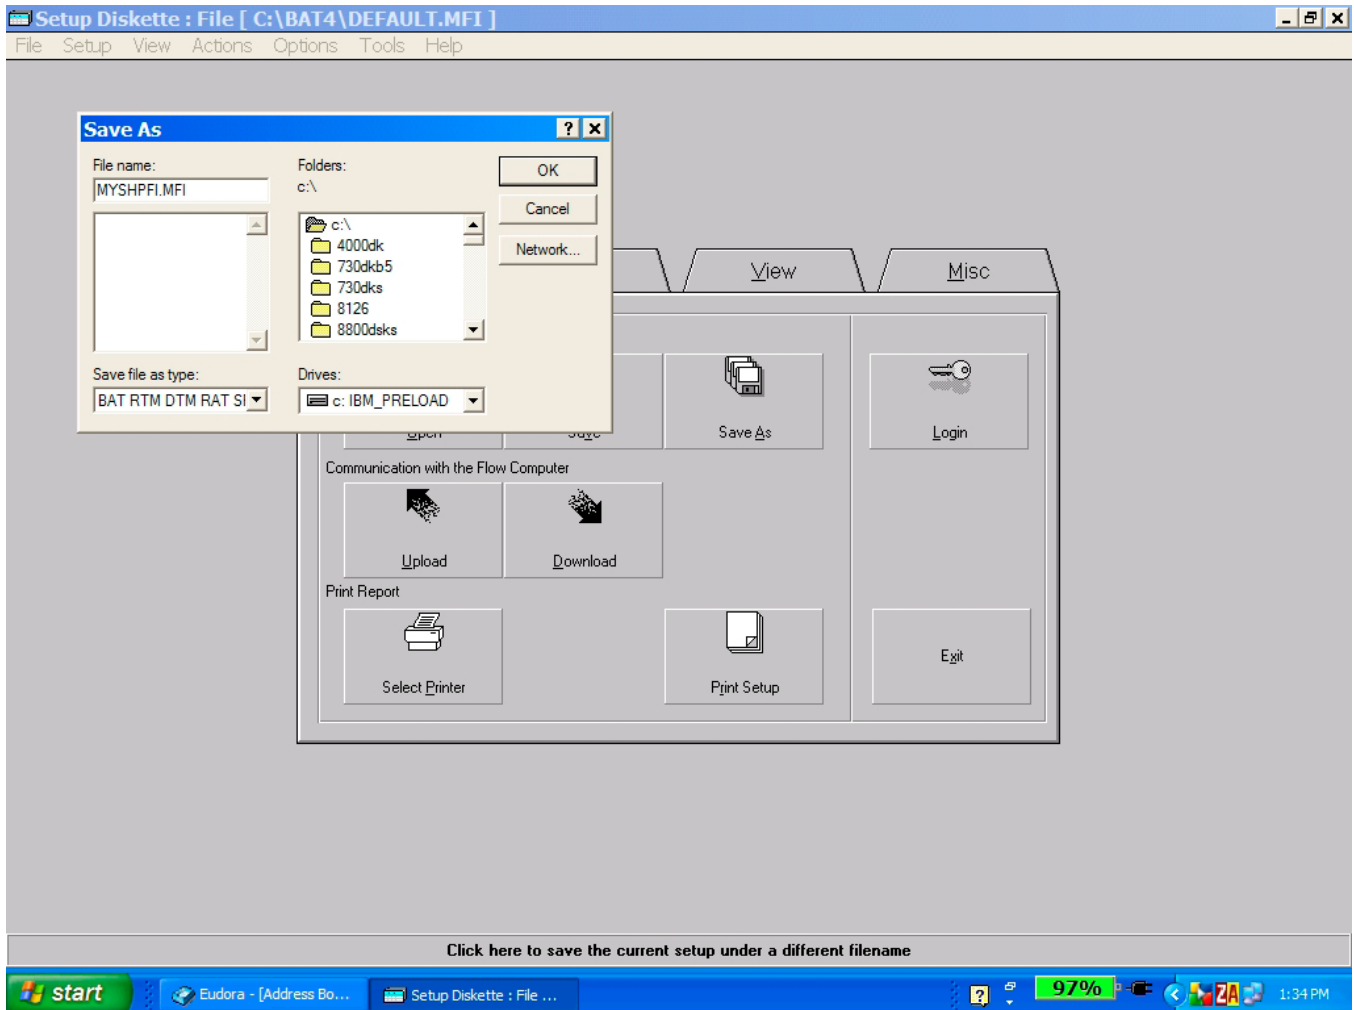 Setup Diskette : File [ C:\BAT4\DEFAULT.MFI ]
File Setup View Actions Options Tools Help
Save As
File name:
MYSHPFI.MFI
Folders:
c:\
c:\
4000dk
730dkb5
730dks
8126
8800dsks
OK
Cancel
Network...
Save file as type:
BAT RTM DTM RAT
Drives:
c: IBM_PRELOAD
View
Misc
Open
Save
Save As
Login
Communication with the Flow Computer
Upload
Download
Print Report
Select Printer
Print Setup
Exit
Click here to save the current setup under a different filename
start
Eudora - [Address Bo...
Setup Diskette : File ...
97%
ZA
1:34 PM